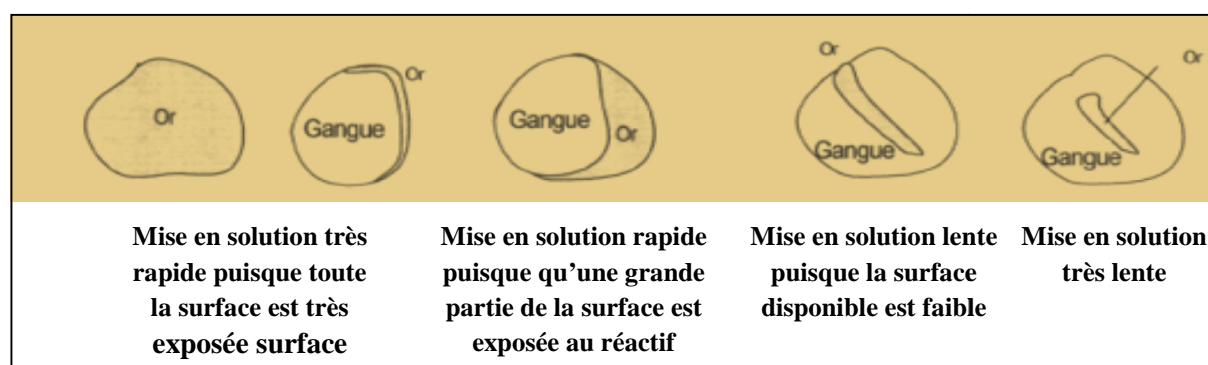 Or
Gangue
Or
Gangue
Or
Or
Gangue
Or
Gangue
Mise en solution très
rapide puisque toute
la surface est très
exposée surface
Mise en solution rapide
puisque qu’une grande
partie de la surface est
exposée au réactif
Mise en solution lente
puisque la surface
disponible est faible
Mise en solution
très lente